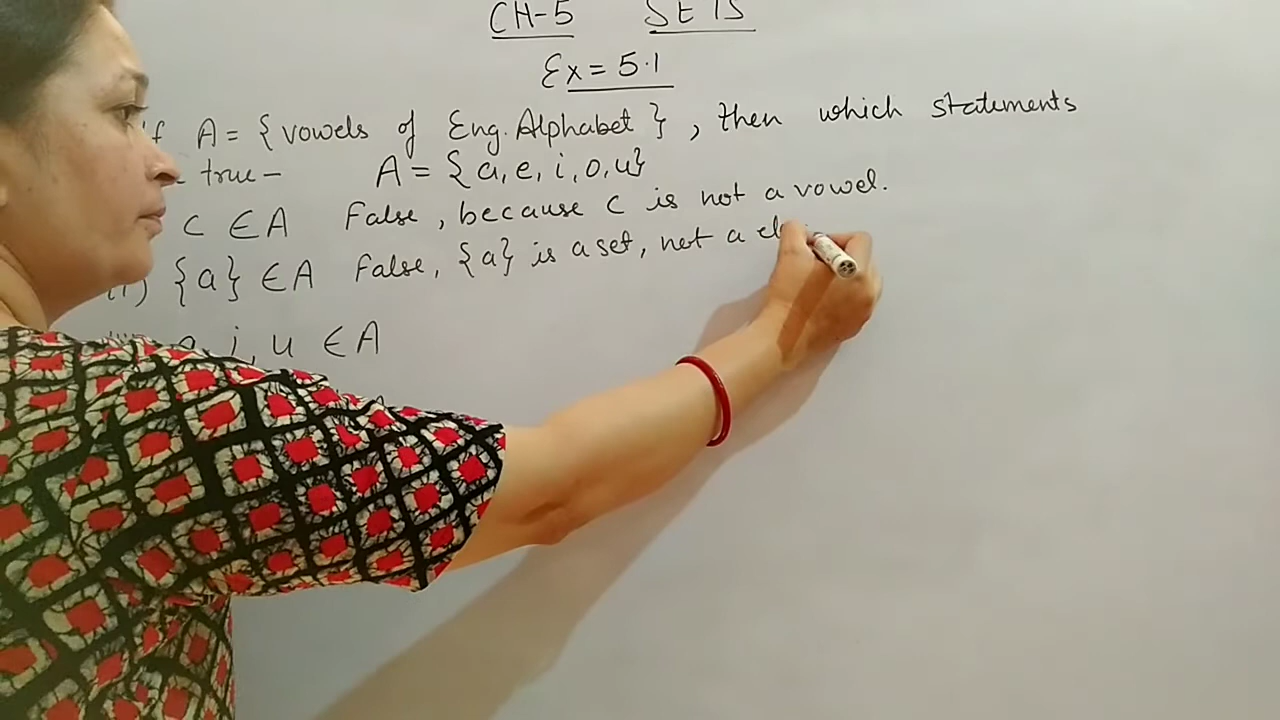 CH-5 SETS
Ex = 5.1
if A = {vowels of Eng. Alphabet}, then which statements
true - A = {a, e, i, o, u}
c ∈ A False, because c is not a vowel.
{a} ∈ A False, {a} is a set, not a
i, u ∈ A